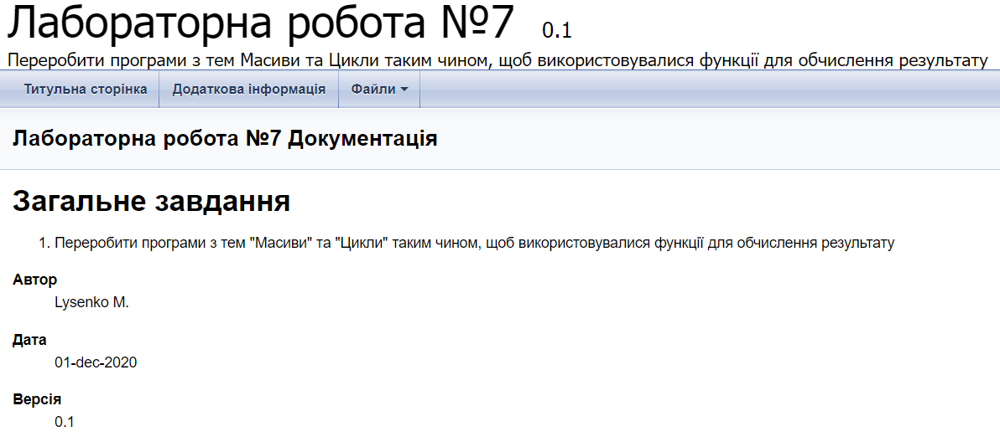 Лабораторна робота №7 0.1
Переробити програми з тем Масиви та Цикли таким чином, щоб використовувалися функції для обчислення результату
Титульна сторінка Додаткова інформація Файли
Лабораторна робота №7 Документація
Загальне завдання
1. Переробити програми з тем "Масиви" та "Цикли" таким чином, щоб використовувалися функції для обчислення результату
Автор
Lysenko M.
Дата
01-dec-2020
Версія
0.1